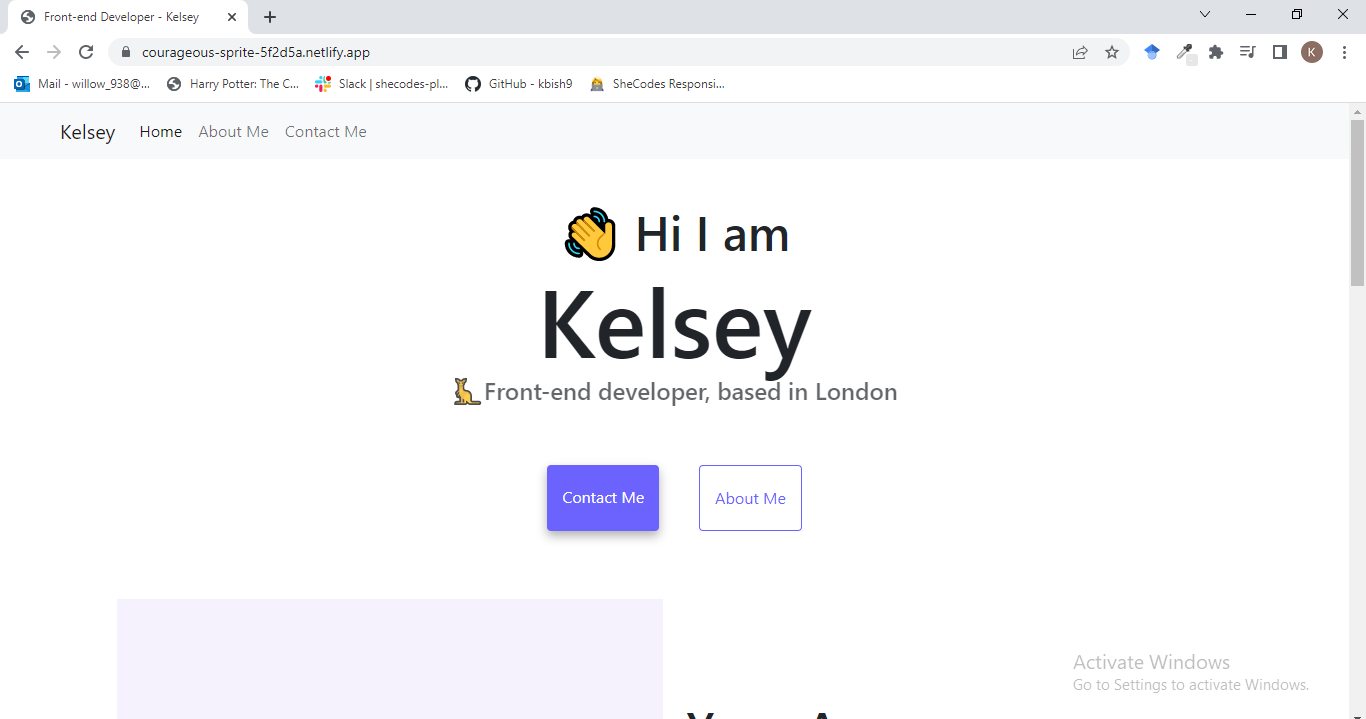 Front-end Developer - Kelsey
courageous-sprite-5f2d5a.netlify.app
K
Mail - willow_938@...
Harry Potter: The C...
Slack | shecodes-pl...
GitHub - kbish9
SheCodes Responsi...
Kelsey Home About Me Contact Me
👋 Hi I am
Kelsey
🦘Front-end developer, based in London
Contact Me
About Me
Activate Windows
Go to Settings to activate Windows.